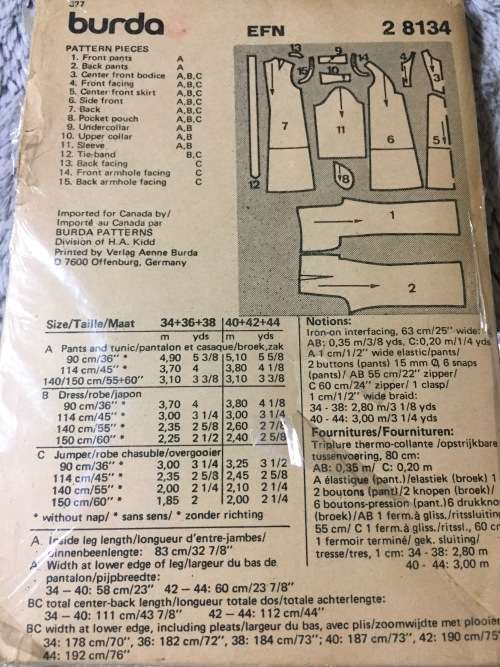 377
burda EFN 2 8134
PATTERN PIECES
1. Front pants A
2. Back pants A
3. Center front bodice A,B,C
4. Front facing A,B,C
5. Center front skirt A,B,C
6. Side front A,B,C
7. Back A,B,C
8. Pocket pouch A,B,C
9. Undercollar A,B
10. Upper collar A,B
11. Sleeve A,B
12. Tie-band B,C
13. Back facing C
14. Front armhole facing C
15. Back armhole facing C
13 9 14 4 3
15 10
7 11 6 5
12 8
1
2
Imported for Canada by/
Importé au Canada par
BURDA PATTERNS
Division of H.A. Kidd
Printed by Verlag Aenne Burda
D 7600 Offenburg, Germany
Size/Taille/Maat 34+36+38 40+42+44
m yds m yds
A Pants and tunic/pantalon et casaque/broek,zak
90 cm/36" * 4,90 5 3/8 5,10 5 5/8
114 cm/45" * 3,70 4 3,80 4 1/8
140/150 cm/55+60" * 3,10 3 3/8 3,10 3 3/8
B Dress/robe/japon
90 cm/36" * 3,70 4 3,80 4 1/8
114 cm/45" * 3,00 3 1/4 3,00 3 1/4
140 cm/55" * 2,35 2 5/8 2,60 2 7/8
150 cm/60" * 2,25 2 1/2 2,40 2 5/8
C Jumper/robe chasuble/overgooier
90 cm/36" * 3,00 3 1/4 3,25 3 1/2
114 cm/45" * 2,35 2 5/8 2,45 2 5/8
140 cm/55" * 2,00 2 1/4 2,10 2 1/4
150 cm/60" * 1,85 2 2,00 2 1/4
* without nap/ * sans sens/ * zonder richting
A Inside leg length/longueur d'entre-jambes/
binnenbeenlengte: 83 cm/32 7/8"
A Width at lower edge of leg/largeur du bas de
pantalon/pijpbreedte:
34 – 40: 58 cm/23" 42 – 44: 60 cm/23 7/8"
BC total center-back length/longueur totale dos/totale achterlengte:
34 – 40: 111 cm/43 7/8" 42 – 44: 112 cm/44"
BC width at lower edge, including pleats/largeur du bas, avec plis/zoomwijdte met plooien
34: 178 cm/70", 36: 182 cm/72", 38: 184 cm/73": 40: 187 cm/73", 42: 190 cm/75"
44: 192 cm/76"
Notions:
Iron-on interfacing, 63 cm/25" wide:
AB: 0,35 m/3/8 yds, C:0,20 m/1/4 yds
A 1 cm/1/2" wide elastic/pants/
2 buttons (pants) 15 mm Q, 6 snaps
(pants)/ AB 55 cm/22" zipper/
C 60 cm/24" zipper/ 1 clasp/
1 cm/1/2" wide braid:
34 - 38: 2,80 m/3 1/8 yds
40 - 44: 3,00 m/3 1/4 yds
Fournitures/Fournituren:
Triplure thermo-collante /opstrijkbare
tussenvoering, 80 cm:
AB: 0,35 m/ C: 0,20 m
A élastique (pant.)/elastiek (broek) 1
2 boutons (pant.)/2 knopen (broek) 1
6 boutons-pression (pant.)/6 drukkno
(broek)/AB 1 ferm.à gliss./ritssluiting
55 cm/ C 1 ferm.à gliss./ritssl., 60 cm
1 fermoir terminé/ gek. sluiting/
tresse/tres, 1 cm: 34 - 38: 2,80 m
40 - 44: 3,00 m